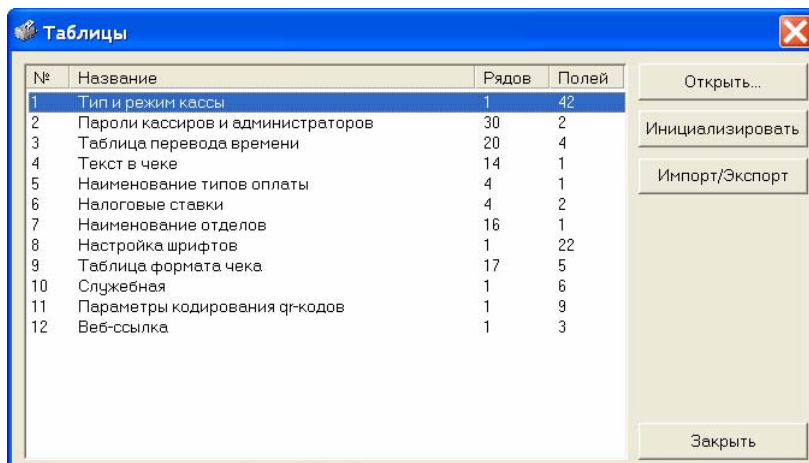 Таблицы
№ Название Рядов Полей
1 Тип и режим кассы 1 42
2 Пароли кассиров и администраторов 30 2
3 Таблица перевода времени 20 4
4 Текст в чеке 14 1
5 Наименование типов оплаты 4 1
6 Налоговые ставки 4 2
7 Наименование отделов 16 1
8 Настройка шрифтов 1 22
9 Таблица формата чека 17 5
10 Служебная 1 6
11 Параметры кодирования qr-кодов 1 9
12 Веб-ссылка 1 3
Открыть...
Инициализировать
Импорт/Экспорт
Закрыть